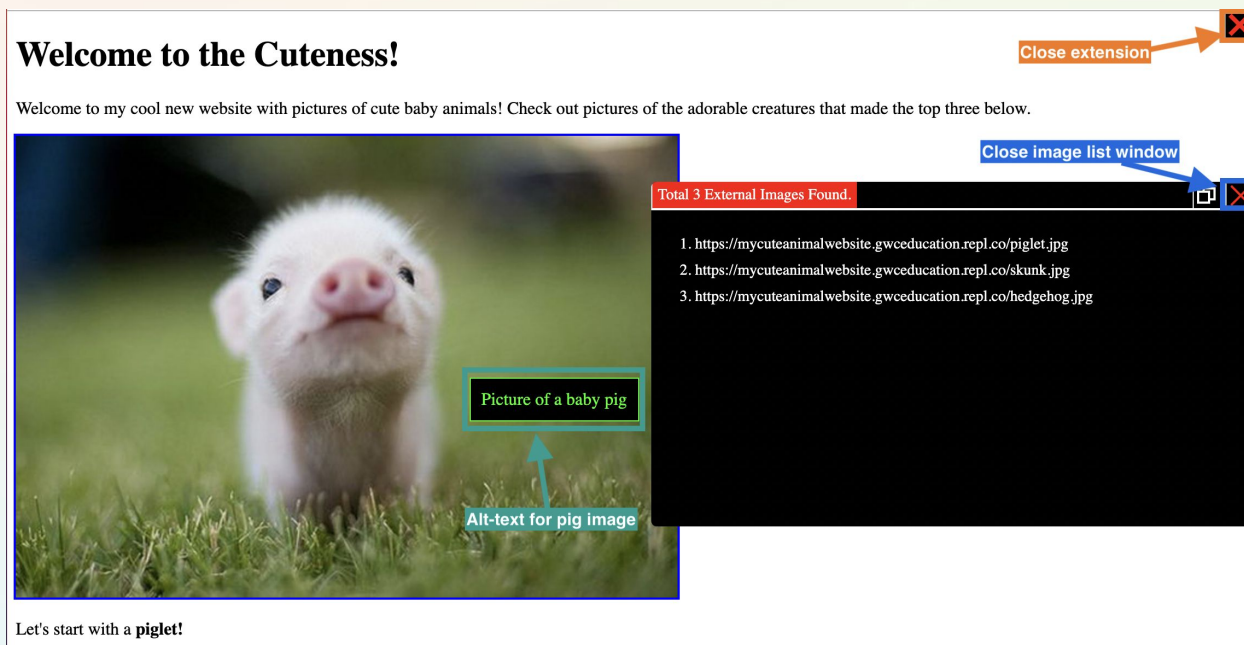 Welcome to the Cuteness!
Close extension
Welcome to my cool new website with pictures of cute baby animals! Check out pictures of the adorable creatures that made the top three below.
Close image list window
Total 3 External Images Found.
1. https://mycuteanimalwebsite.gwceducation.repl.co/piglet.jpg
2. https://mycuteanimalwebsite.gwceducation.repl.co/skunk.jpg
3. https://mycuteanimalwebsite.gwceducation.repl.co/hedgehog.jpg
Picture of a baby pig
Alt-text for pig image
Let's start with a piglet!